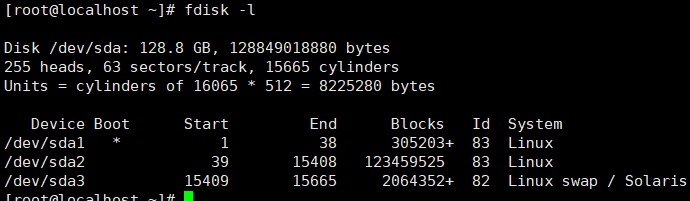 [root@localhost ~]# fdisk -l
Disk /dev/sda: 128.8 GB, 128849018880 bytes
255 heads, 63 sectors/track, 15665 cylinders
Units = cylinders of 16065 * 512 = 8225280 bytes
Device Boot Start End Blocks Id System
/dev/sda1 * 1 38 305203+ 83 Linux
/dev/sda2 39 15408 123459525 83 Linux
/dev/sda3 15409 15665 2064352+ 82 Linux swap / Solaris
[root@localhost ~]#